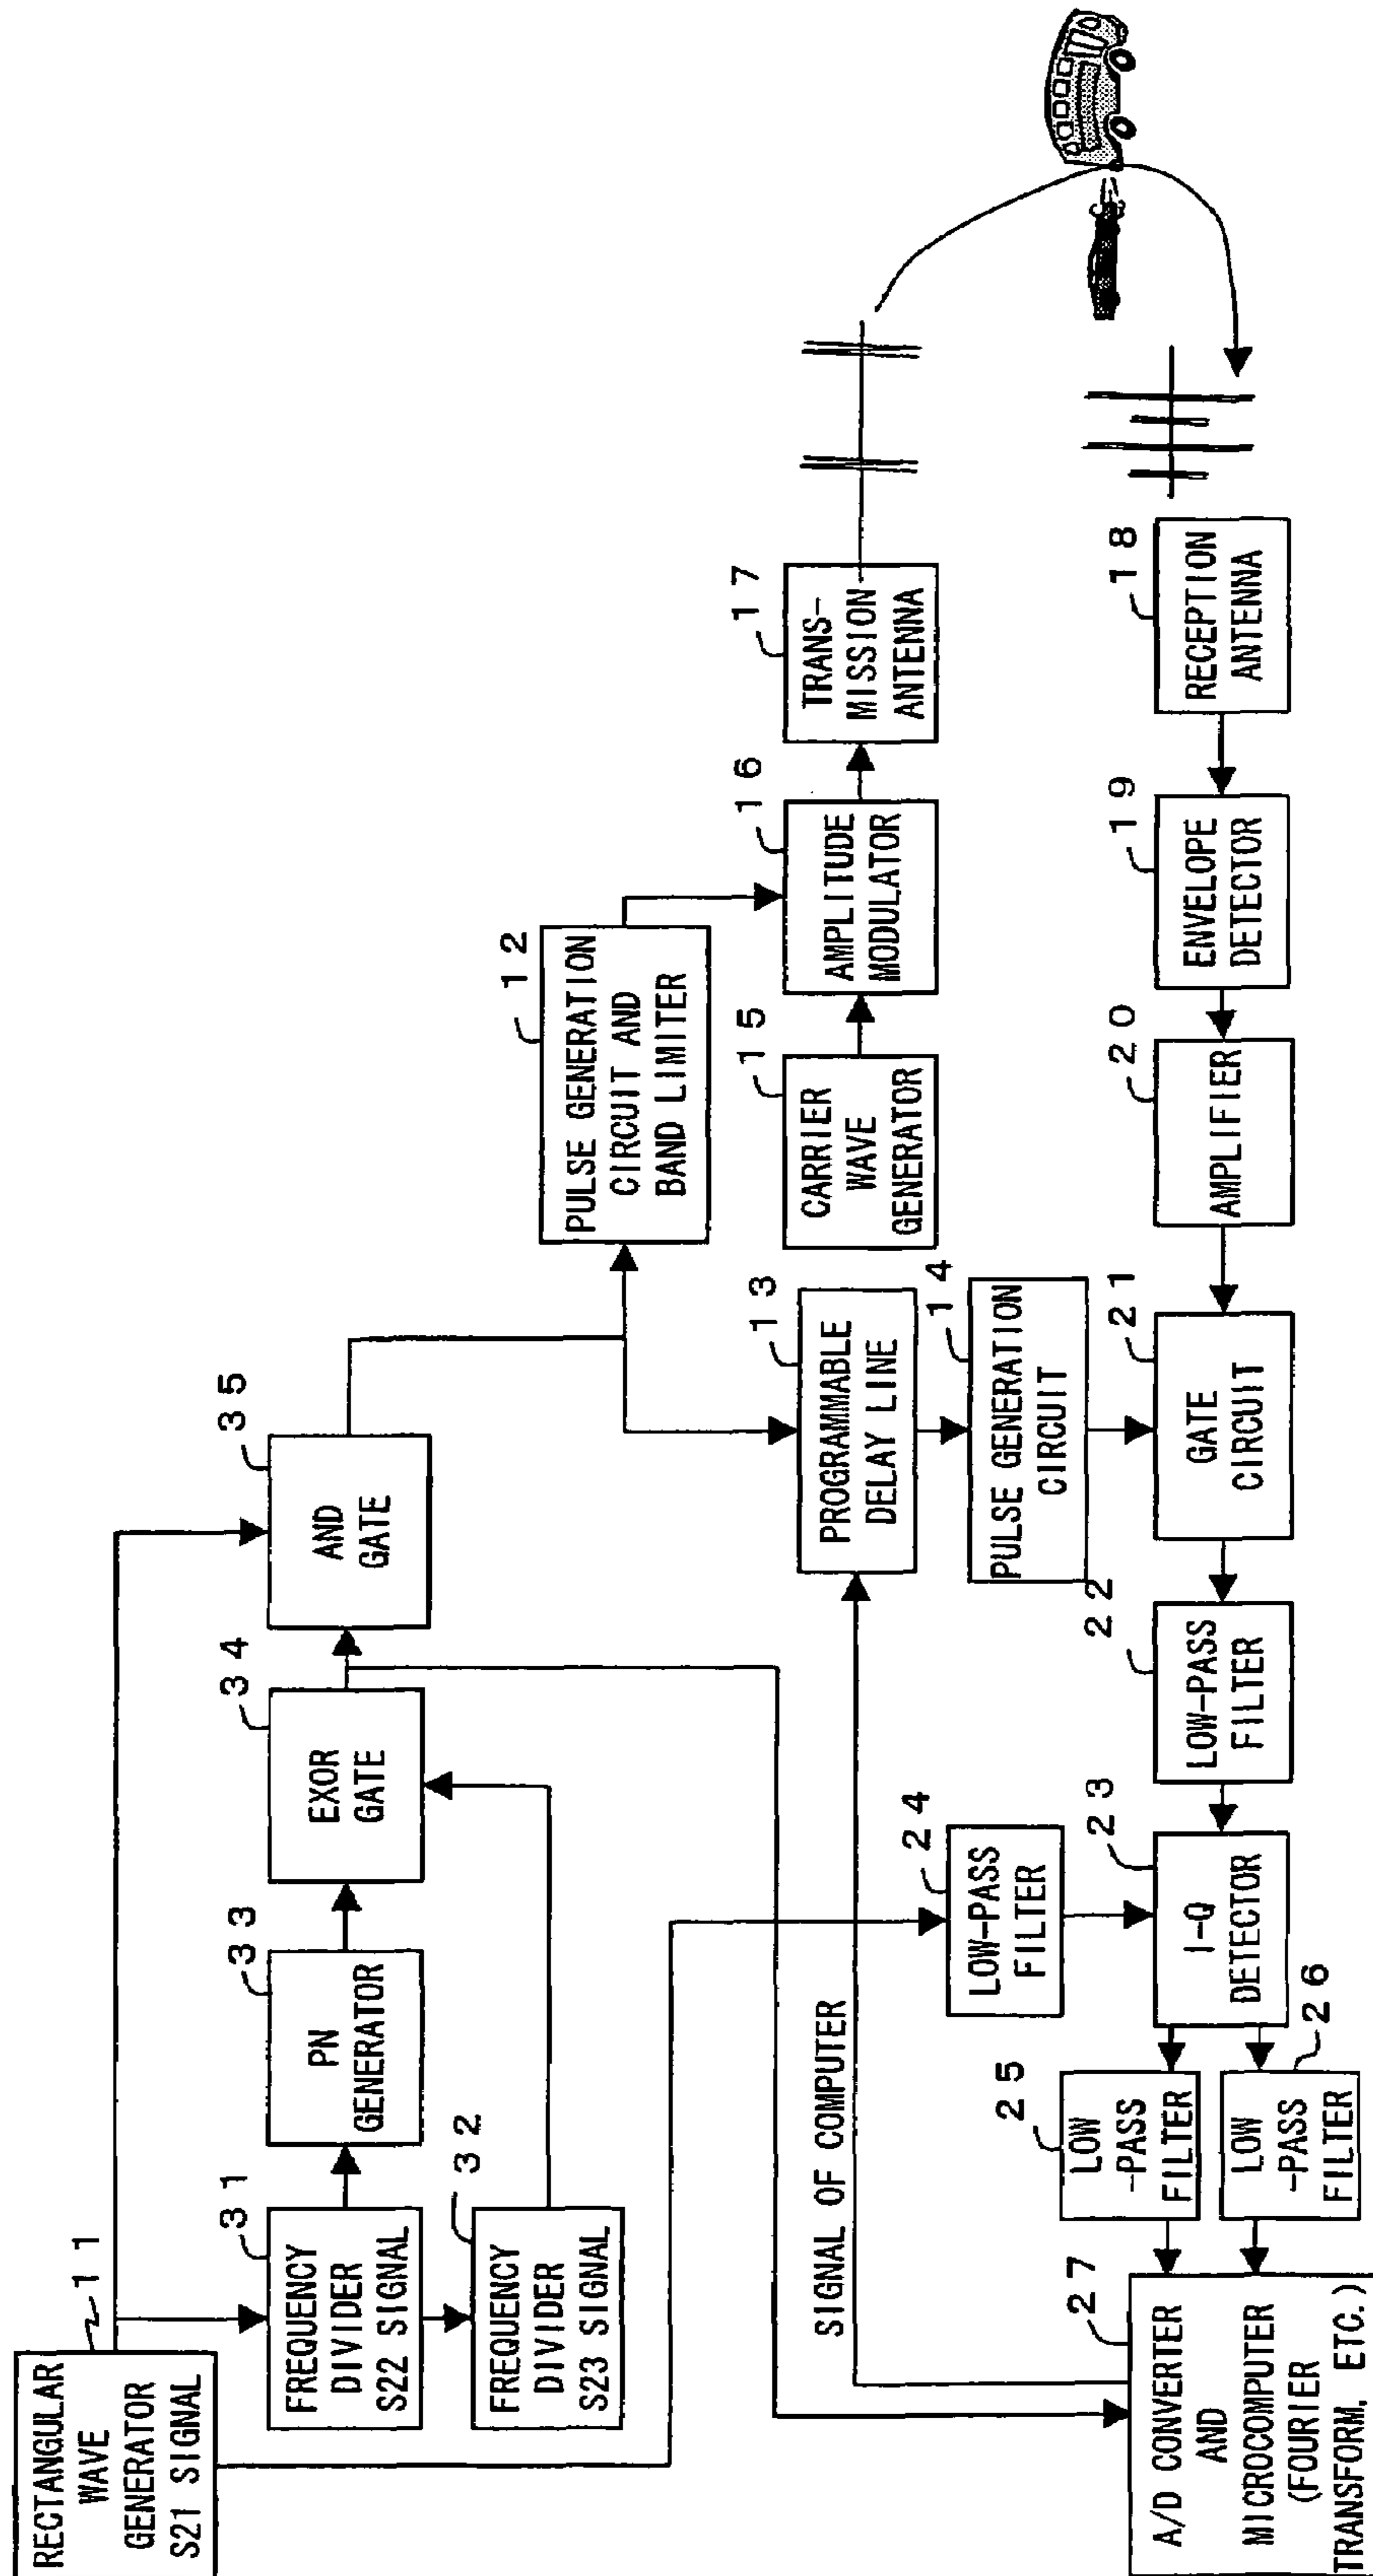 RECTANGULAR
WAVE
GENERATOR
S21 SIGNAL
11
FREQUENCY
DIVIDER
S22 SIGNAL
31
FREQUENCY
DIVIDER
S23 SIGNAL
32
PN
GENERATOR
33
EXOR
GATE
34
AND
GATE
35
PULSE GENERATION
CIRCUIT AND
BAND LIMITER
12
PROGRAMMABLE
DELAY LINE
13
PULSE GENERATION
CIRCUIT
14
CARRIER
WAVE
GENERATOR
15
AMPLITUDE
MODULATOR
16
TRANS-
MISSION
ANTENNA
17
RECEPTION
ANTENNA
18
ENVELOPE
DETECTOR
19
AMPLIFIER
20
GATE
CIRCUIT
21
LOW-PASS
FILTER
22
I-Q
DETECTOR
23
LOW-PASS
FILTER
24
LOW
-PASS
FILTER
25
LOW
-PASS
FILTER
26
SIGNAL OF COMPUTER
A/D CONVERTER
AND
MICROCOMPUTER
(FOURIER
TRANSFORM, ETC.)
27